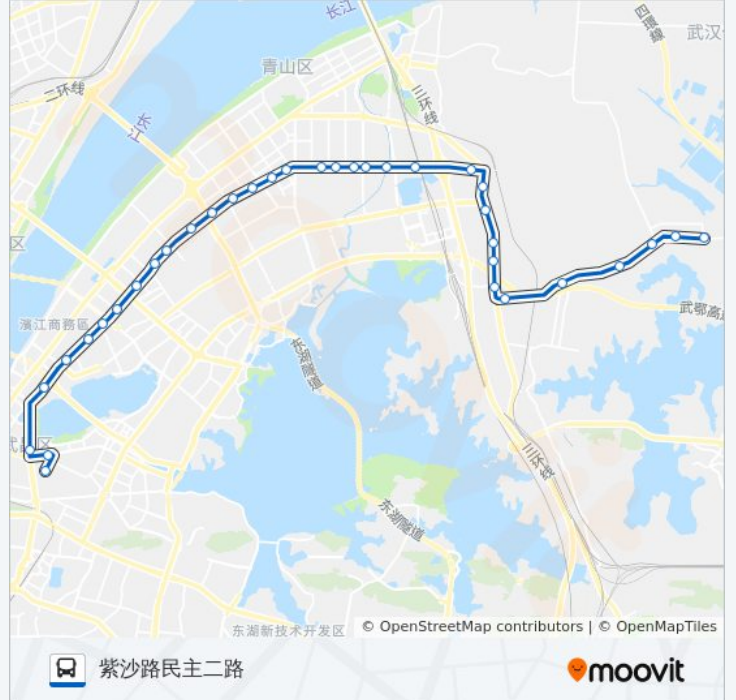 长江
四環線
武汉
青山区
二环线
三环线
长江
区
濱江商務區
武鄂高速
东湖隧道
武昌区
三环线
东湖隧道
东湖新技术开发区
© OpenStreetMap contributors | © OpenMapTiles
紫沙路民主二路
moovit